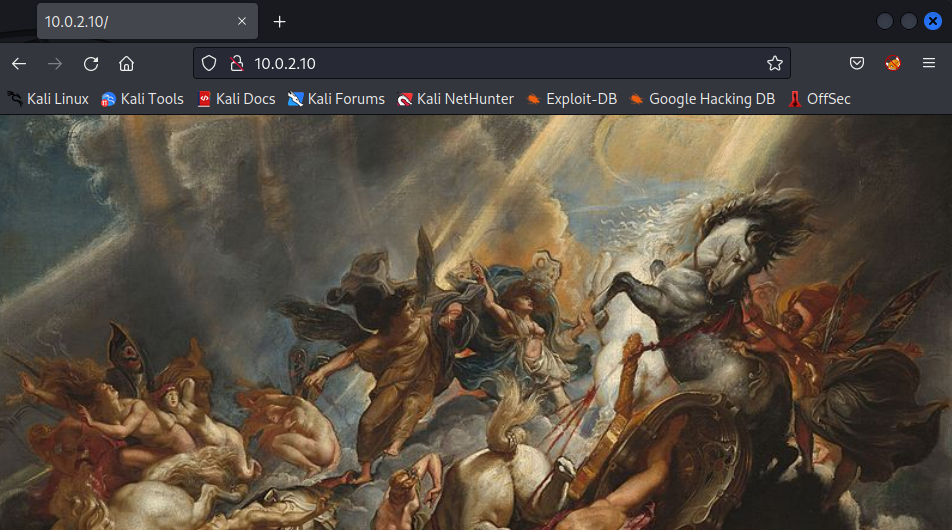 10.0.2.10/
10.0.2.10
Kali Linux Kali Tools Kali Docs Kali Forums Kali NetHunter Exploit-DB Google Hacking DB OffSec